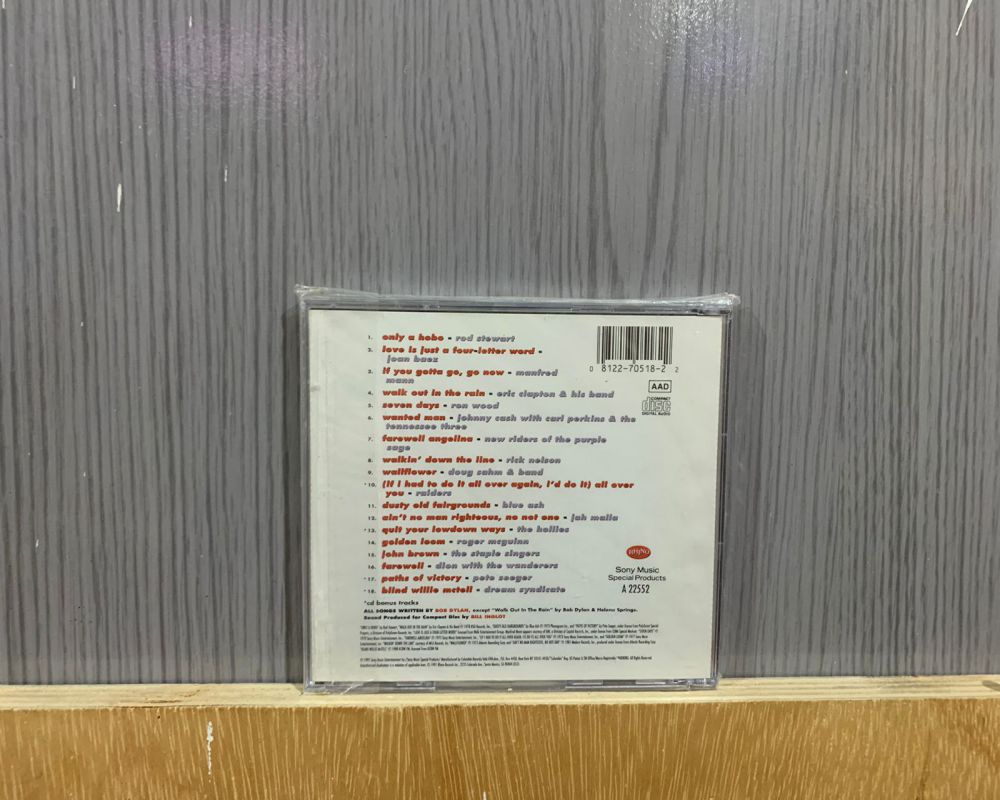 1. only a hobo - rod stewart
2. love is just a four-letter word -
joan baez
3. if you gotta go, go now - manfred
mann
4. walk out in the rain - eric clapton & his band
5. seven days - ron wood
6. wanted man - johnny cash with carl perkins & the
tennessee three
7. farewell angelina - new riders of the purple
sage
8. walkin' down the line - rick nelson
9. wallflower - doug sahm & band
*10. (if i had to do it all over again, i'd do it) all over
you - raiders
11. dusty old fairgrounds - blue ash
12. ain't no man righteous, no not one - jah malla
*13. quit your lowdown ways - the hollies
14. golden loom - roger mcguinn
15. john brown - the staple singers
16. farewell - dion with the wanderers
*17. paths of victory - pete seeger
*18. blind willie mctell - dream syndicate
*cd bonus tracks
ALL SONGS WRITTEN BY BOB DYLAN, except "Walk Out In The Rain" by Bob Dylan & Helena Springs.
Sound Produced for Compact Disc by BILL INGLOT
0 8122-70518-2 2
AAD
COMPACT
disc
DIGITAL AUDIO
RHINO
Sony Music
Special Products
A 22552